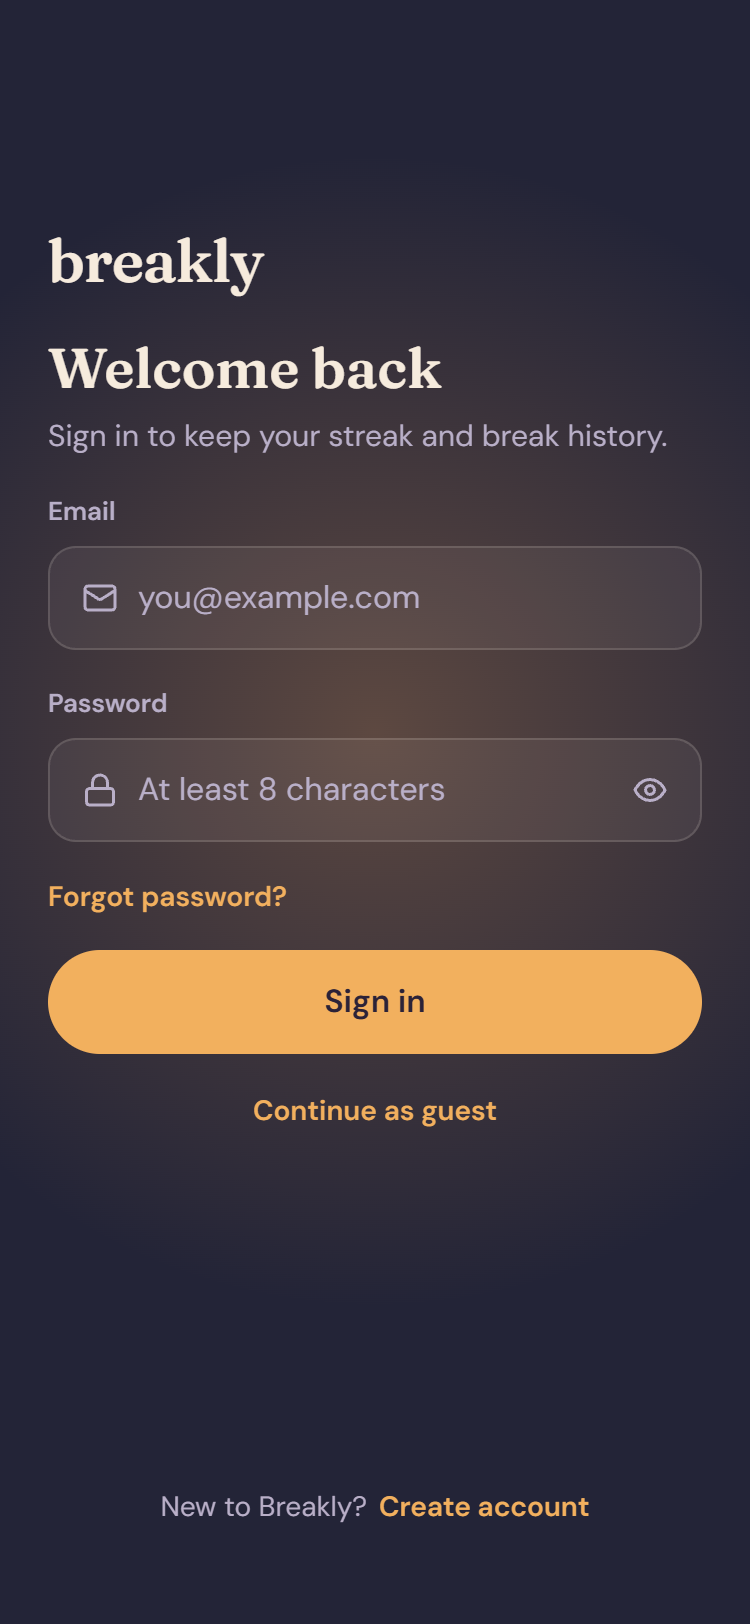 breakly
Welcome back
Sign in to keep your streak and break history.
Email
you@example.com
Password
At least 8 characters
Forgot password?
Sign in
Continue as guest
New to Breakly? Create account